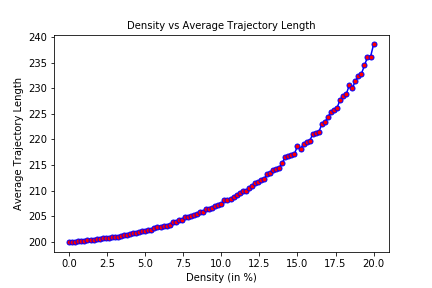 Density vs Average Trajectory Length
240
235
230
225
220
215
210
205
200
Average Trajectory Length
0.0 2.5 5.0 7.5 10.0 12.5 15.0 17.5 20.0
Density (in %)